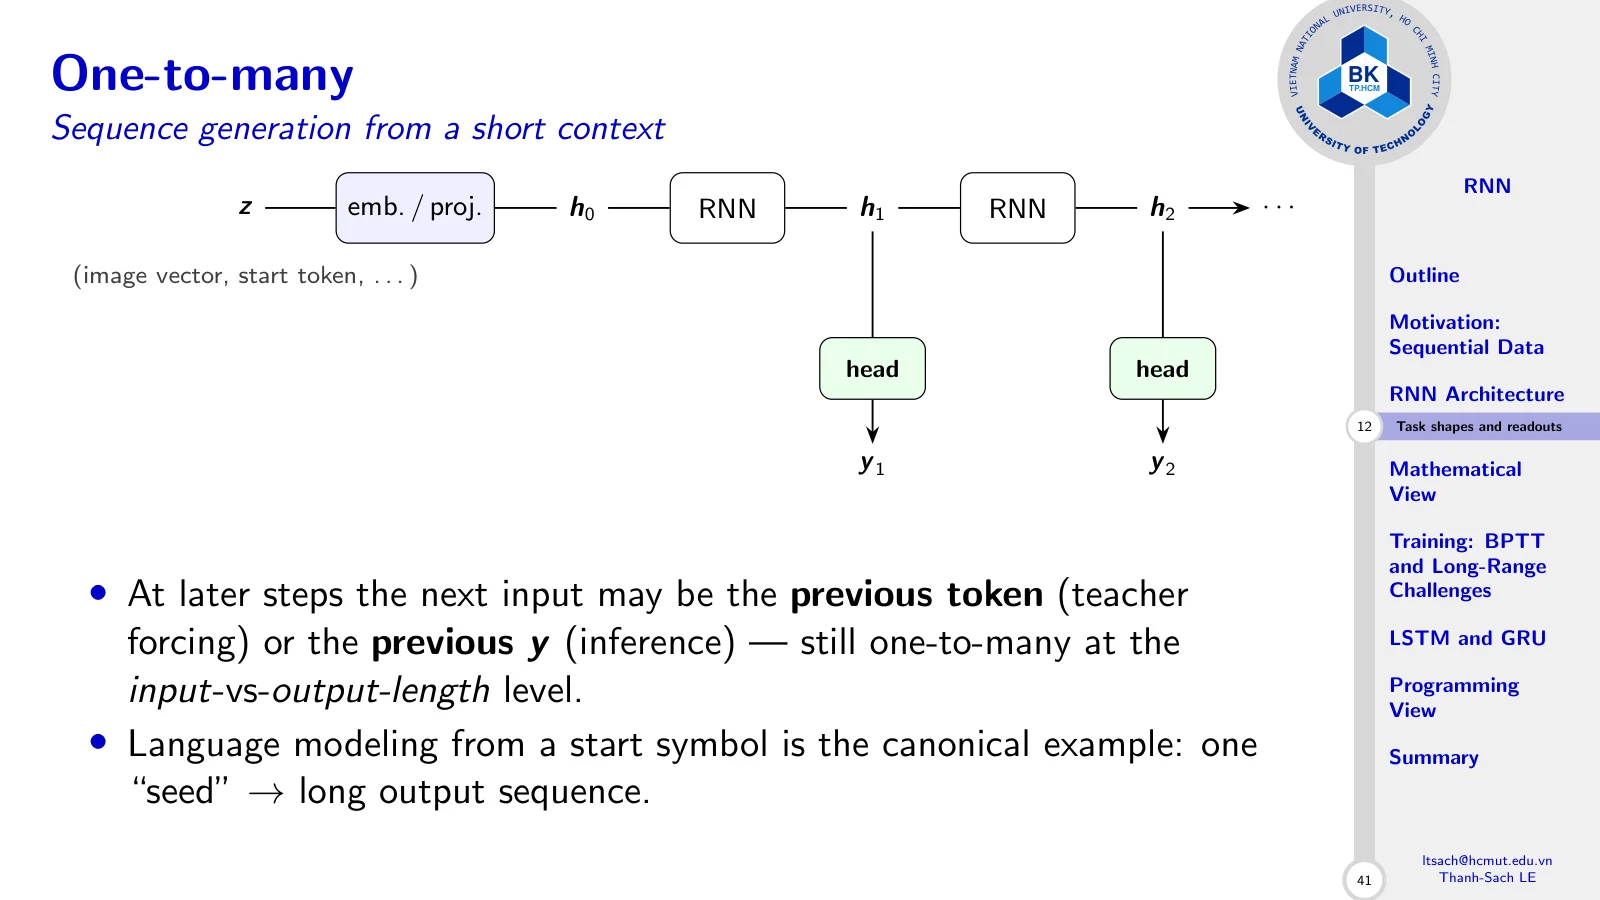 One-to-many
Sequence generation from a short context
z emb. / proj. h0 RNN h1 RNN h2 ···
(image vector, start token, ...)
head head
y1 y2
• At later steps the next input may be the previous token (teacher
forcing) or the previous y (inference) — still one-to-many at the
input-vs-output-length level.
• Language modeling from a start symbol is the canonical example: one
“seed” → long output sequence.
VIETNAM NATIONAL UNIVERSITY, HO CHI MINH CITY
BK
TP.HCM
UNIVERSITY OF TECHNOLOGY
RNN
Outline
Motivation:
Sequential Data
RNN Architecture
12 Task shapes and readouts
Mathematical
View
Training: BPTT
and Long-Range
Challenges
LSTM and GRU
Programming
View
Summary
ltsach@hcmut.edu.vn
Thanh-Sach LE
41